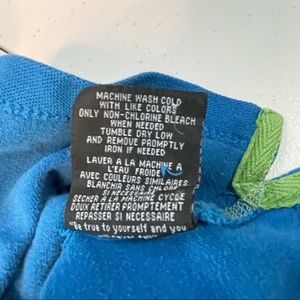 MACHINE WASH COLD
WITH LIKE COLORS
ONLY NON-CHLORINE BLEACH
WHEN NEEDED
TUMBLE DRY LOW
AND REMOVE PROMPTLY
IRON IF NEEDED
LAVER A LA MACHINE A
L'EAU FROIDE
AVEC COULEURS SIMILAIRES
BLANCHIR SANS CHLORE
SI NECESSAIRE
SECHER A LA MACHINE CYCLE
DOUX RETIRER PROMPTEMENT
REPASSER SI NECESSAIRE
"Be true to yourself and you